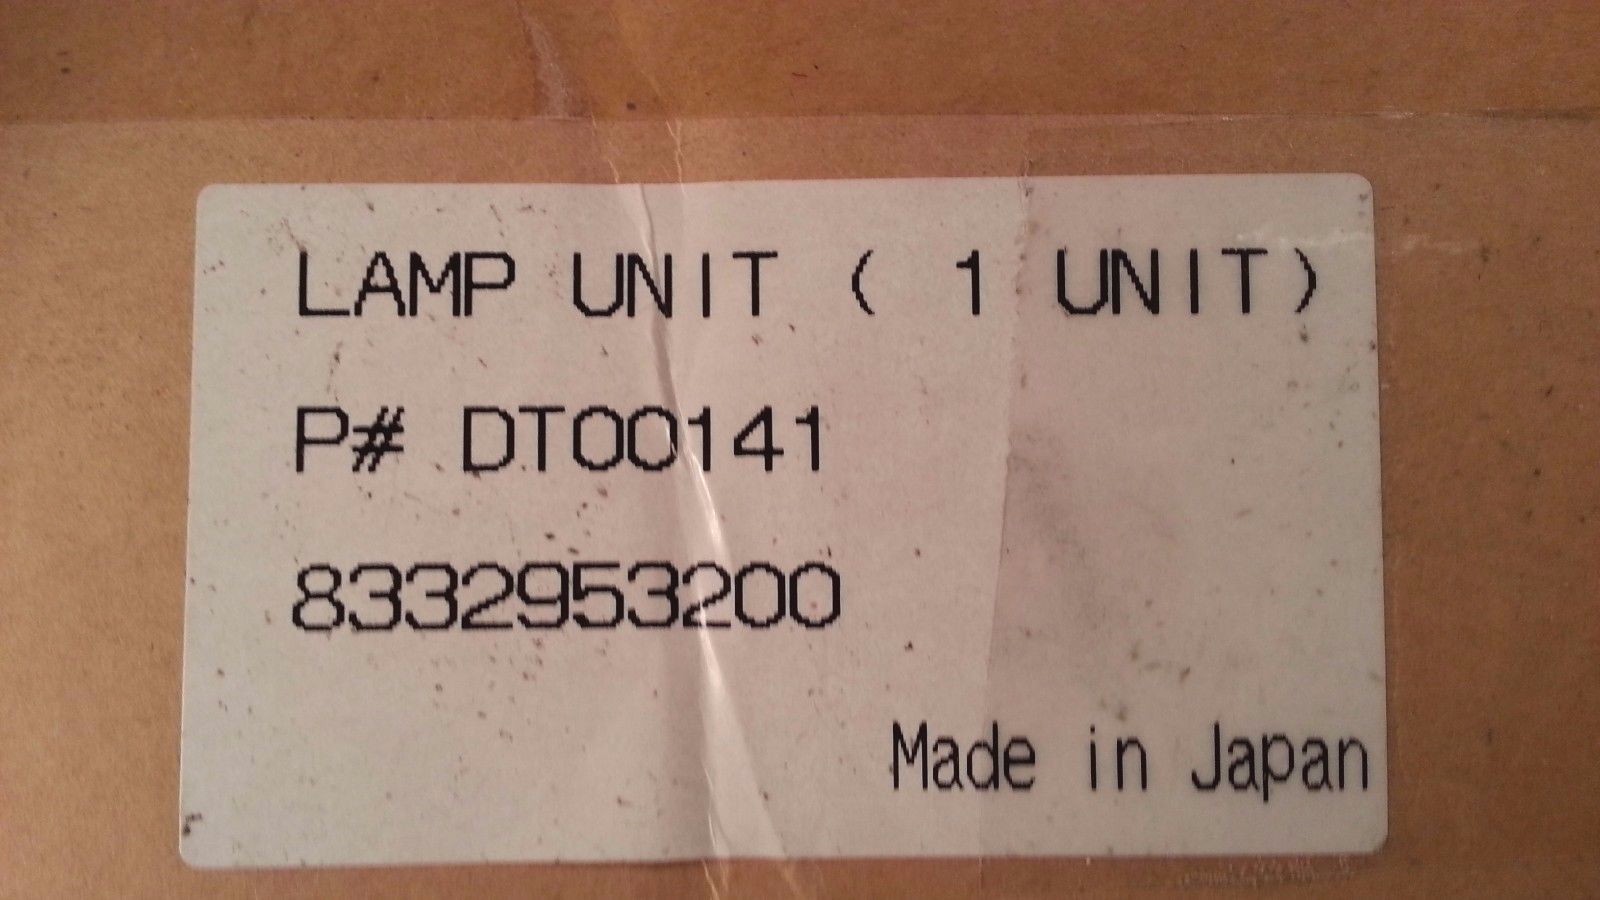 LAMP UNIT ( 1 UNIT)
P# DT00141
8332953200
Made in Japan